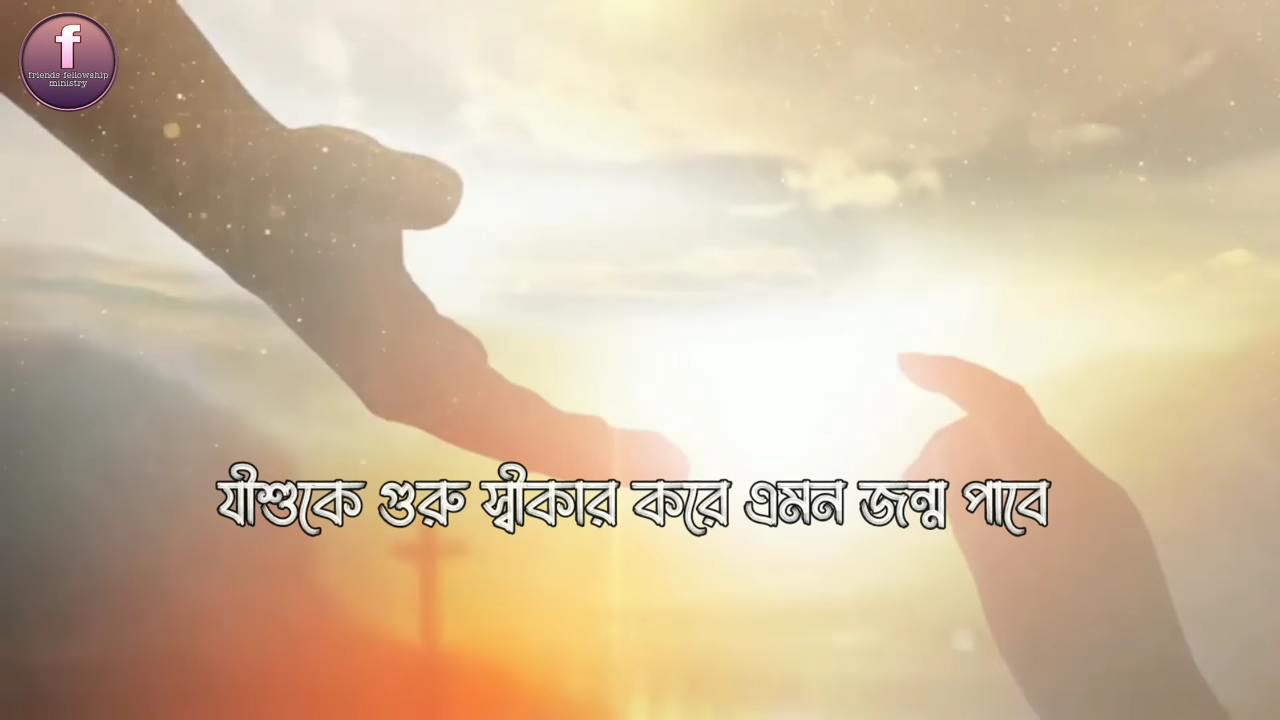 f
friends fellowship
ministry
যীশুকে গুরু স্বীকার করে এমন জন্ম পাবে